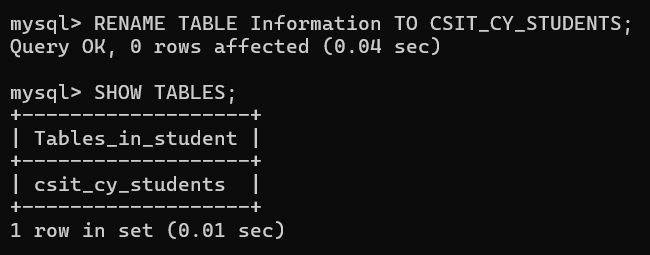 mysql> RENAME TABLE Information TO CSIT_CY_STUDENTS;
Query OK, 0 rows affected (0.04 sec)

mysql> SHOW TABLES;
+-------------------+
| Tables_in_student |
+-------------------+
| csit_cy_students  |
+-------------------+
1 row in set (0.01 sec)